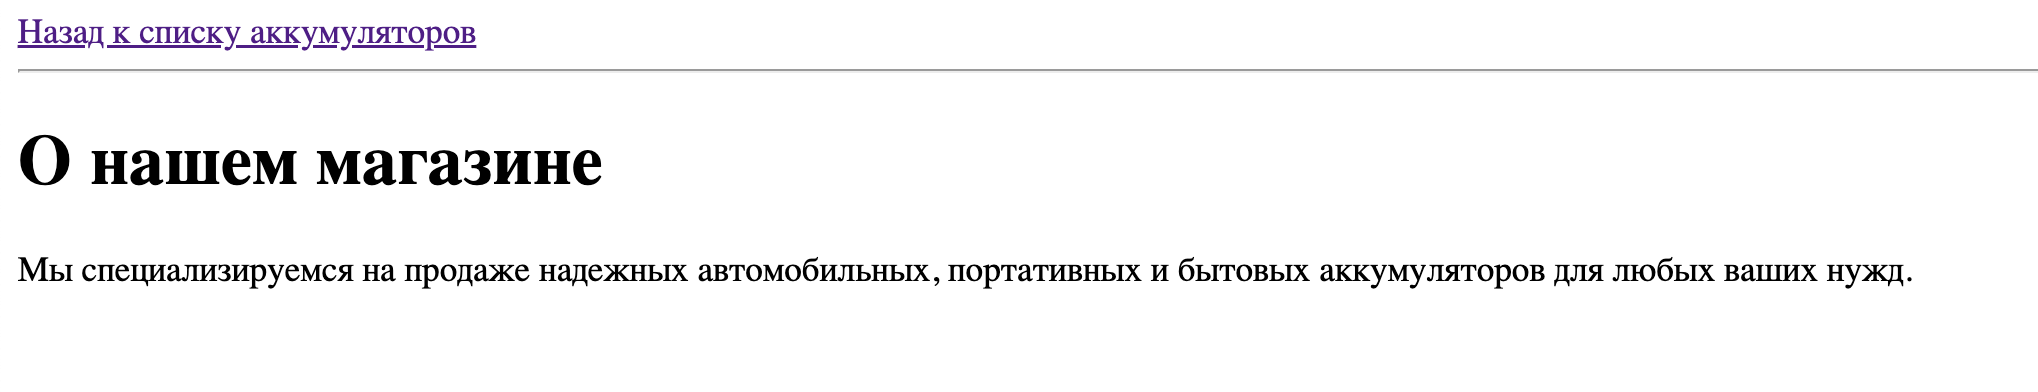 Назад к списку аккумуляторов
О нашем магазине
Мы специализируемся на продаже надежных автомобильных, портативных и бытовых аккумуляторов для любых ваших нужд.